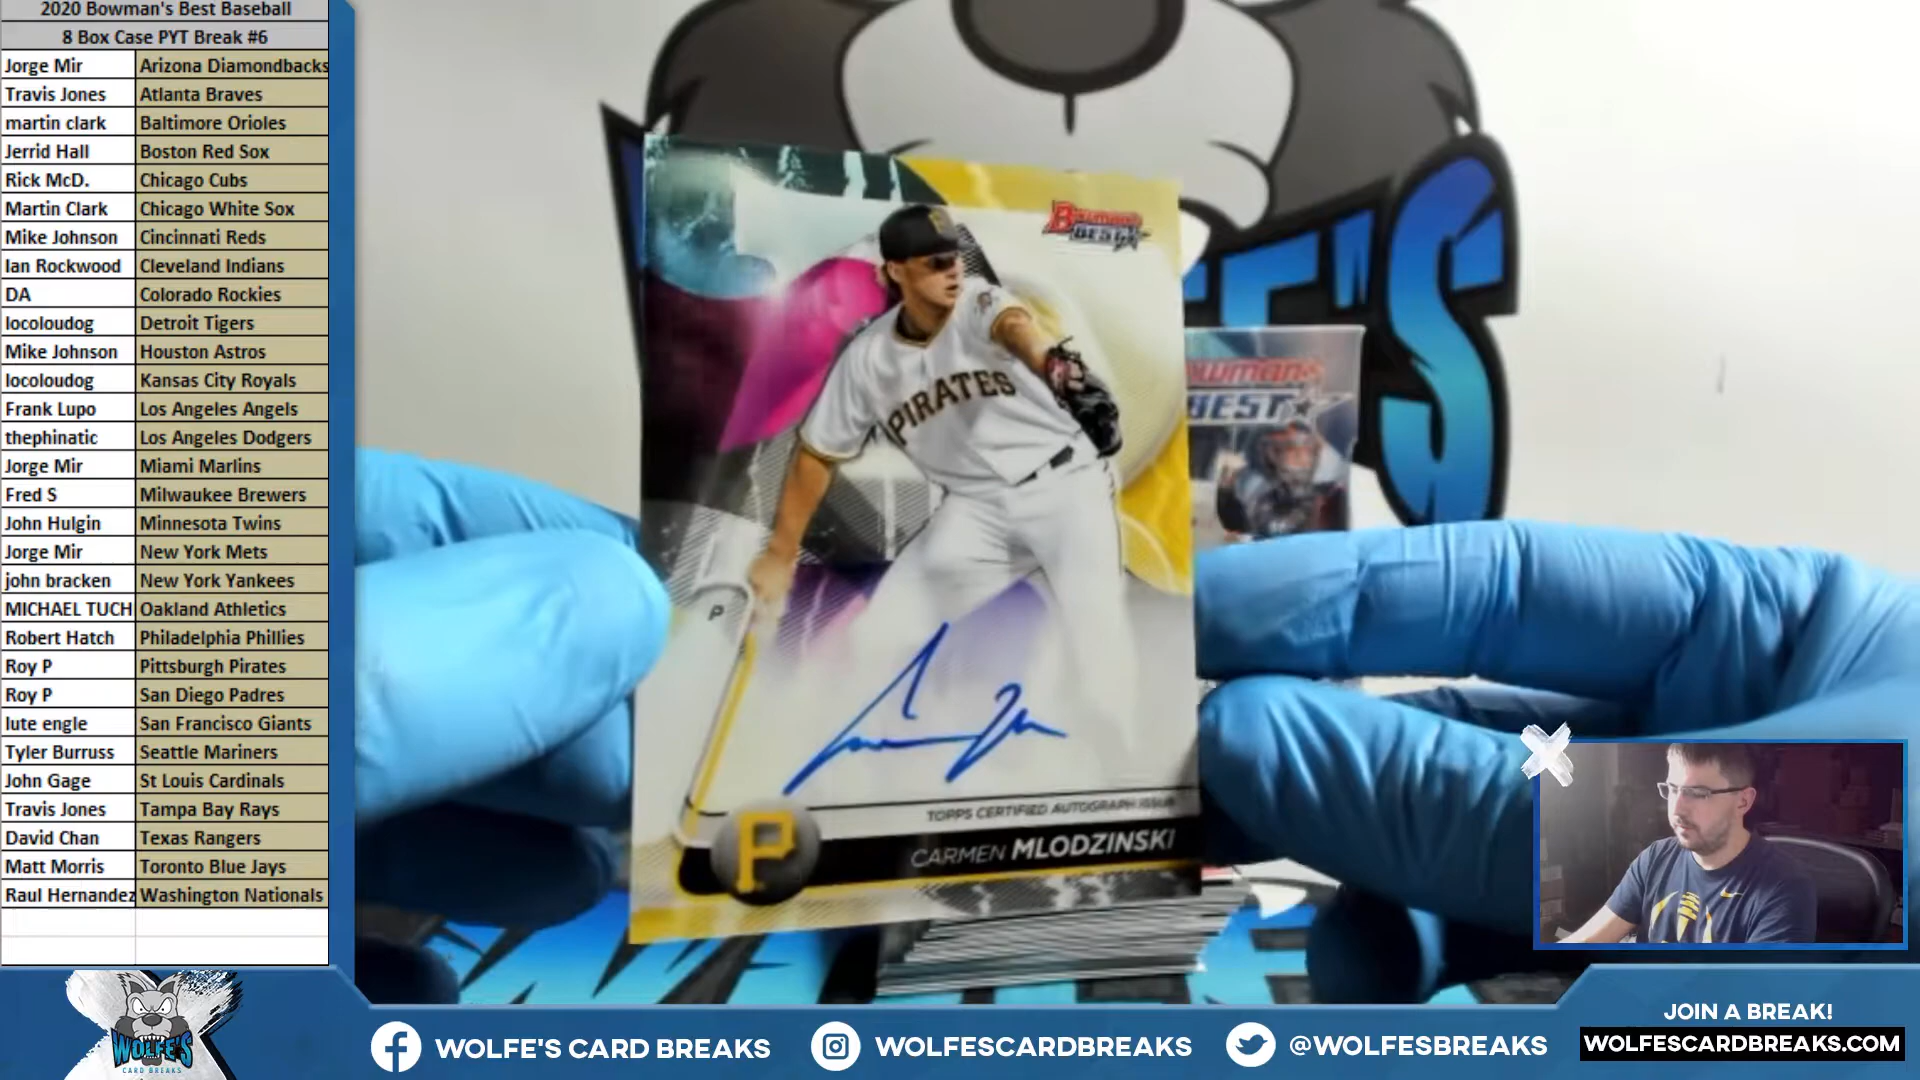 2020 Bowman's Best Baseball
8 Box Case PYT Break #6
Jorge Mir Arizona Diamondbacks
Travis Jones Atlanta Braves
martin clark Baltimore Orioles
Jerrid Hall Boston Red Sox
Rick McD. Chicago Cubs
Martin Clark Chicago White Sox
Mike Johnson Cincinnati Reds
Ian Rockwood Cleveland Indians
DA Colorado Rockies
locoloudog Detroit Tigers
Mike Johnson Houston Astros
locoloudog Kansas City Royals
Frank Lupo Los Angeles Angels
thephinatic Los Angeles Dodgers
Jorge Mir Miami Marlins
Fred S Milwaukee Brewers
John Hulgin Minnesota Twins
Jorge Mir New York Mets
john bracken New York Yankees
MICHAEL TUCH Oakland Athletics
Robert Hatch Philadelphia Phillies
Roy P Pittsburgh Pirates
Roy P San Diego Padres
lute engle San Francisco Giants
Tyler Burruss Seattle Mariners
John Gage St Louis Cardinals
Travis Jones Tampa Bay Rays
David Chan Texas Rangers
Matt Morris Toronto Blue Jays
Raul Hernandez Washington Nationals
Bowman's
BEST
PIRATES
P
TOPPS CERTIFIED AUTOGRAPH ISSUE
CARMEN MLODZINSKI
P
owman's
BEST
E'S
WOLFE'S
CARD BREAKS
WOLFE'S CARD BREAKS
WOLFESCARDBREAKS
@WOLFESBREAKS
JOIN A BREAK!
WOLFESCARDBREAKS.COM